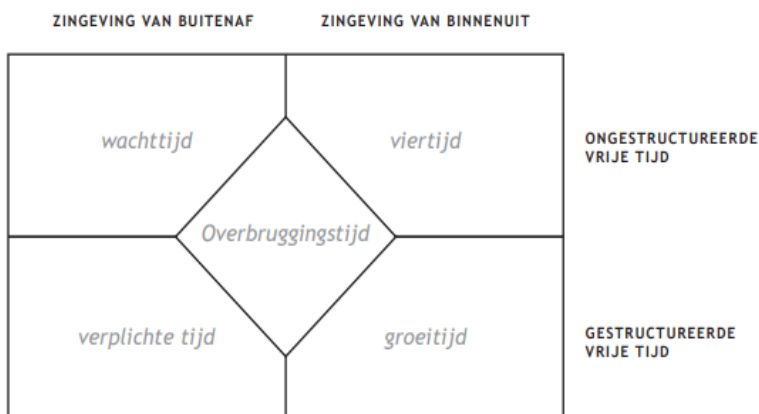 ZINGEVING VAN BUITENAF
ZINGEVING VAN BINNENUIT
wachttijd
viertijd
ONGESTRUCTUREERDE
VRIJE TIJD
Overbruggingstijd
verplichte tijd
groeitijd
GESTRUCTUREERDE
VRIJE TIJD